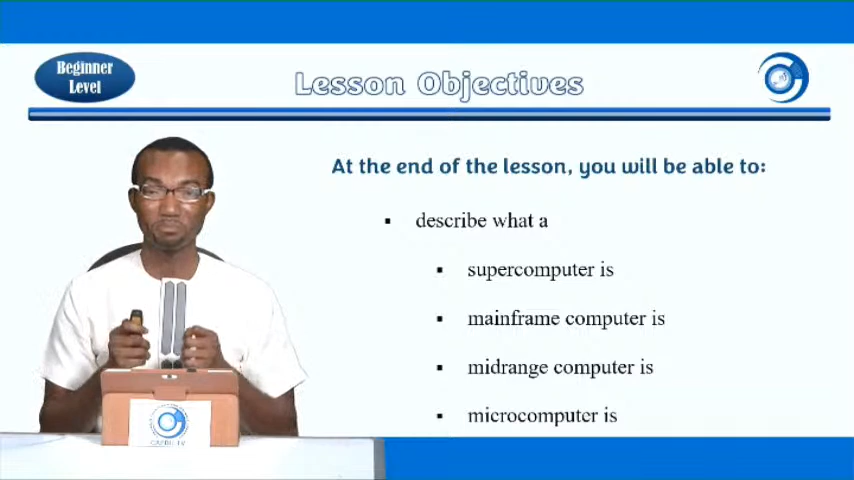 Beginner
Level
Lesson Objectives
At the end of the lesson, you will be able to:
▪ describe what a
▪ supercomputer is
▪ mainframe computer is
▪ midrange computer is
▪ microcomputer is